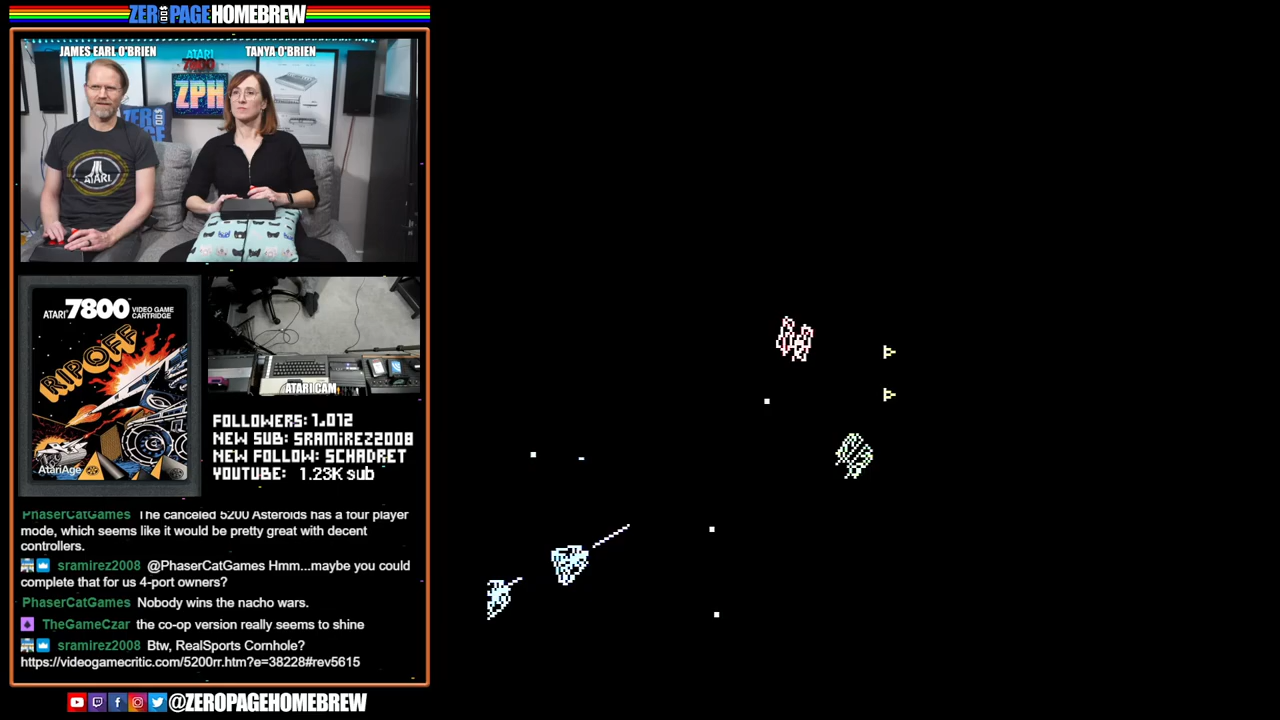 ZEROPAGE HOMEBREW
JAMES EARL O'BRIEN
TANYA O'BRIEN
ATARI
7800
ZPH
ZERO
PAGE
ATARI
ATARI 7800 VIDEO GAME
CARTRIDGE
RIPOFF
AtariAge
ATARI CAM
FOLLOWERS: 1,012
NEW SUB: SRAMIREZ2008
NEW FOLLOW: SCHADRET
YOUTUBE: 1.23K sub
PhaserCatGames The canceled 5200 Asteroids has a four player
mode, which seems like it would be pretty great with decent
controllers.
sramirez2008 @PhaserCatGames Hmm...maybe you could
complete that for us 4-port owners?
PhaserCatGames Nobody wins the nacho wars.
TheGameCzar the co-op version really seems to shine
sramirez2008 Btw, RealSports Cornhole?
https://videogamecritic.com/5200rr.htm?e=38228#rev5615
@ZEROPAGEHOMEBREW